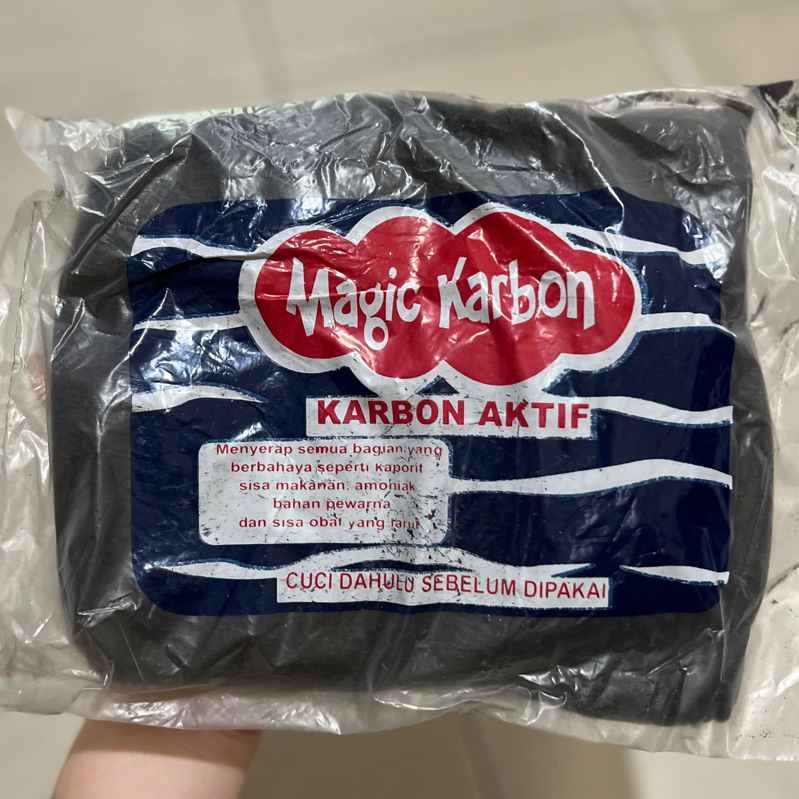 Magic Karbon
KARBON AKTIF
Menyerap semua bagian yang
berbahaya seperti kaporit
sisa makanan, amoniak
bahan pewarna
dan sisa obat yang larut
CUCI DAHULU SEBELUM DIPAKAI